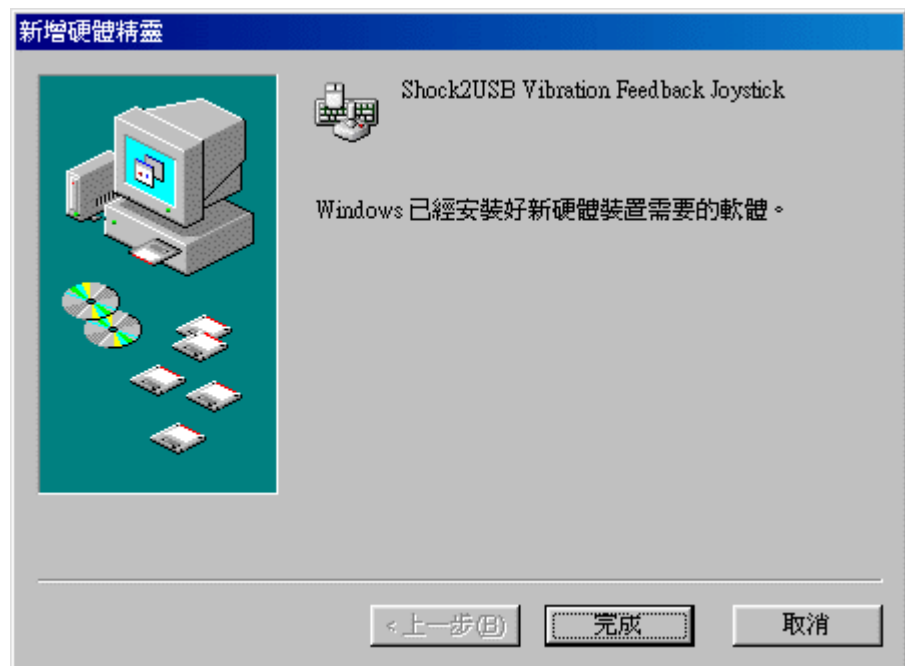 新增硬體精靈
Shock2USB Vibration Feedback Joystick
Windows 已經安裝好新硬體裝置需要的軟體。
<上一步(B)
完成
取消